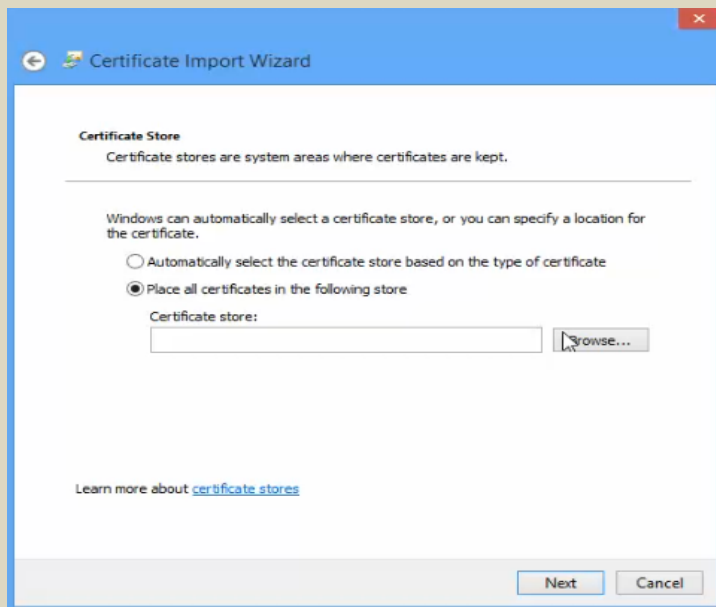 Certificate Import Wizard
Certificate Store
Certificate stores are system areas where certificates are kept.
Windows can automatically select a certificate store, or you can specify a location for
the certificate.
Automatically select the certificate store based on the type of certificate
Place all certificates in the following store
Certificate store:
Browse...
Learn more about certificate stores
Next Cancel